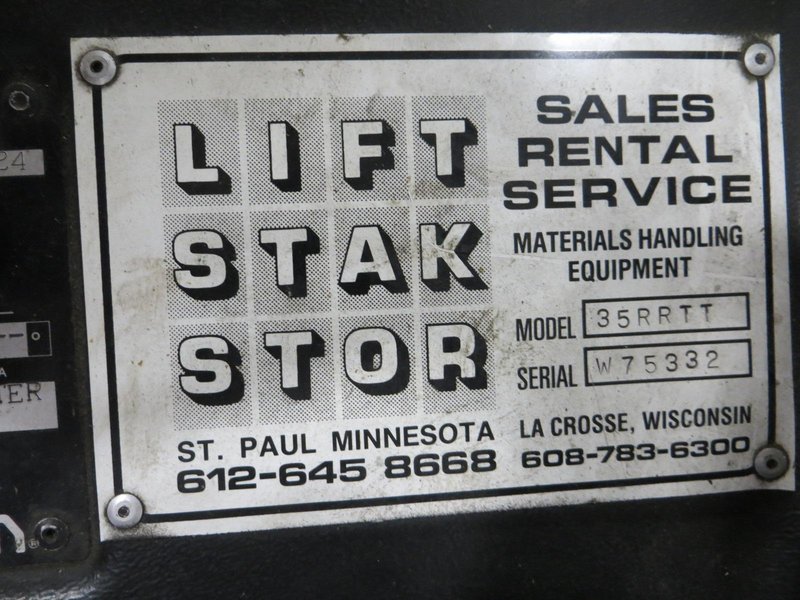 LIFT
STAK
STOR
ST. PAUL MINNESOTA
612-645 8668
SALES
RENTAL
SERVICE
MATERIALS HANDLING
EQUIPMENT
MODEL 35RRTT
SERIAL W75332
LA CROSSE, WISCONSIN
608-783-6300
24